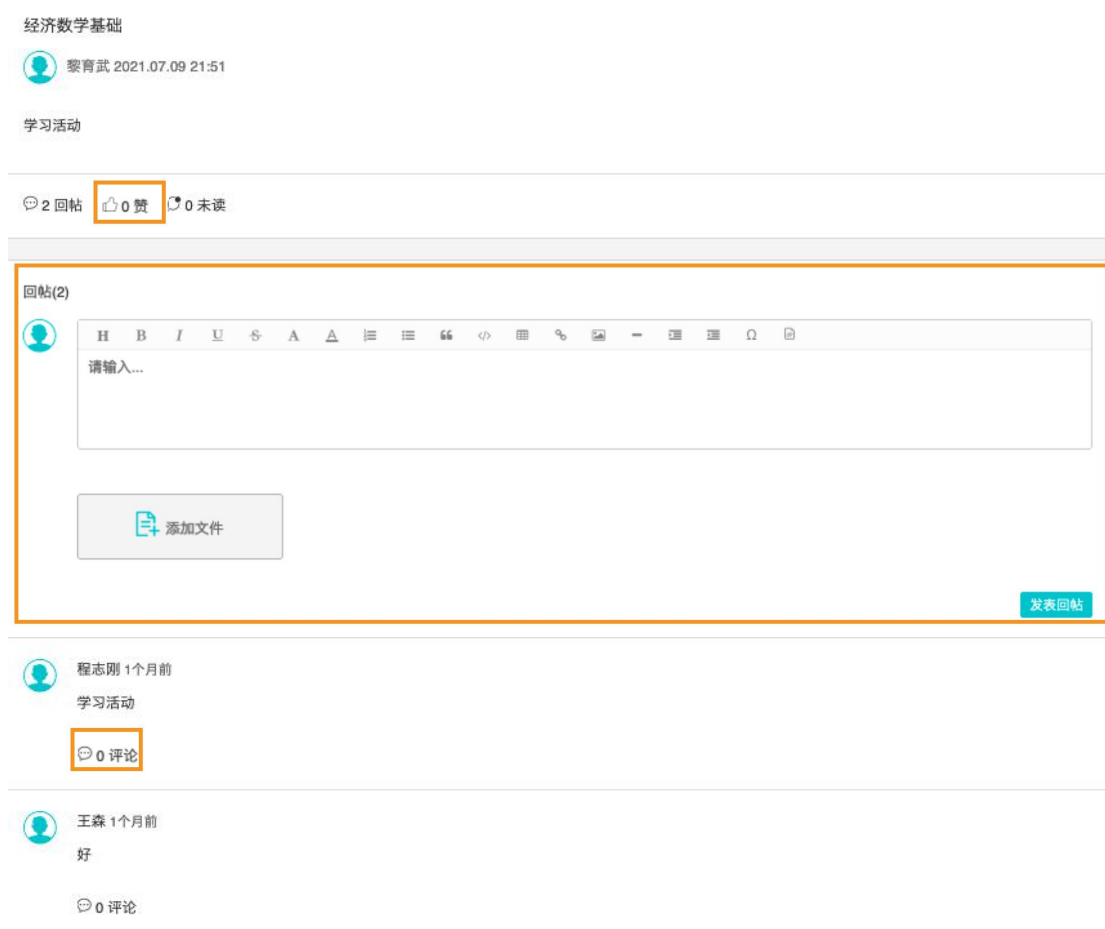 经济数学基础
黎育武 2021.07.09 21:51
学习活动
2 回帖 0 赞 0 未读
回帖(2)
H B I U S A A “ </> Ω
请输入...
添加文件
发表回帖
程志刚 1个月前
学习活动
0 评论
王森 1个月前
好
0 评论